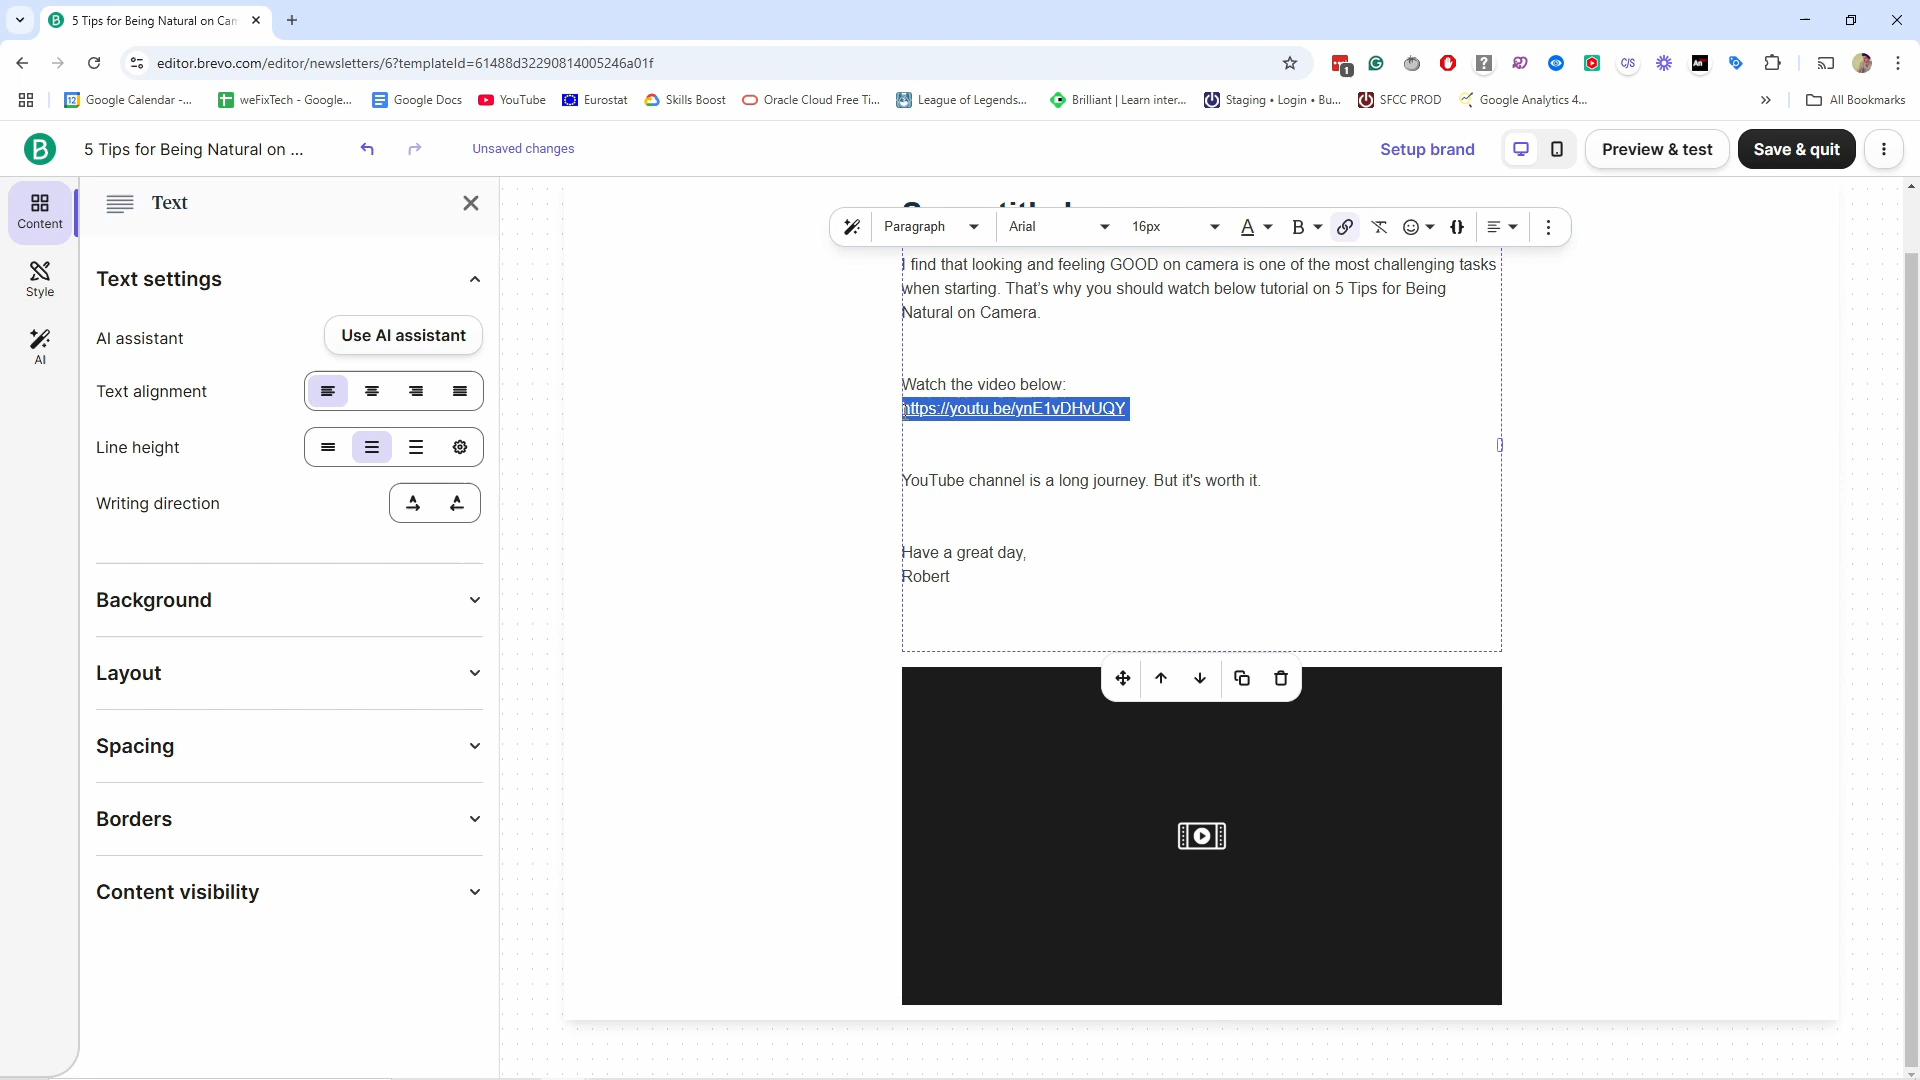 5 Tips for Being Natural on Cam
editor.brevo.com/editor/newsletters/6?templateId=61488d32290814005246a01f
Google Calendar -...
weFixTech - Google...
Google Docs
YouTube
Eurostat
Skills Boost
Oracle Cloud Free Ti...
League of Legends...
Brilliant | Learn inter...
Staging • Login • Bu...
SFCC PROD
Google Analytics 4...
»
All Bookmarks
B
5 Tips for Being Natural on ...
Unsaved changes
Setup brand
Preview & test
Save & quit
Content
Style
AI
Text
Text settings
AI assistant
Use AI assistant
Text alignment
Line height
Writing direction
Background
Layout
Spacing
Borders
Content visibility
Paragraph
Arial
16px
A
B
I find that looking and feeling GOOD on camera is one of the most challenging tasks
when starting. That’s why you should watch below tutorial on 5 Tips for Being
Natural on Camera.
Watch the video below:
https://youtu.be/ynE1vDHvUQY
YouTube channel is a long journey. But it's worth it.
Have a great day,
Robert